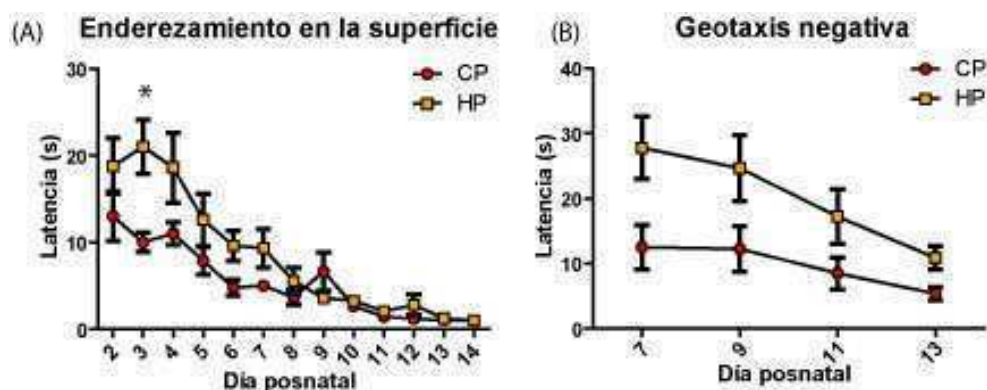 (A) Enderezamiento en la superficie
30
20
10
0
Latencia (s)
*
CP
HP
2 3 4 5 6 7 8 9 10 11 12 13 14
Día posnatal
(B) Geotaxis negativa
40
30
20
10
0
Latencia (s)
CP
HP
7 9 11 13
Día posnatal